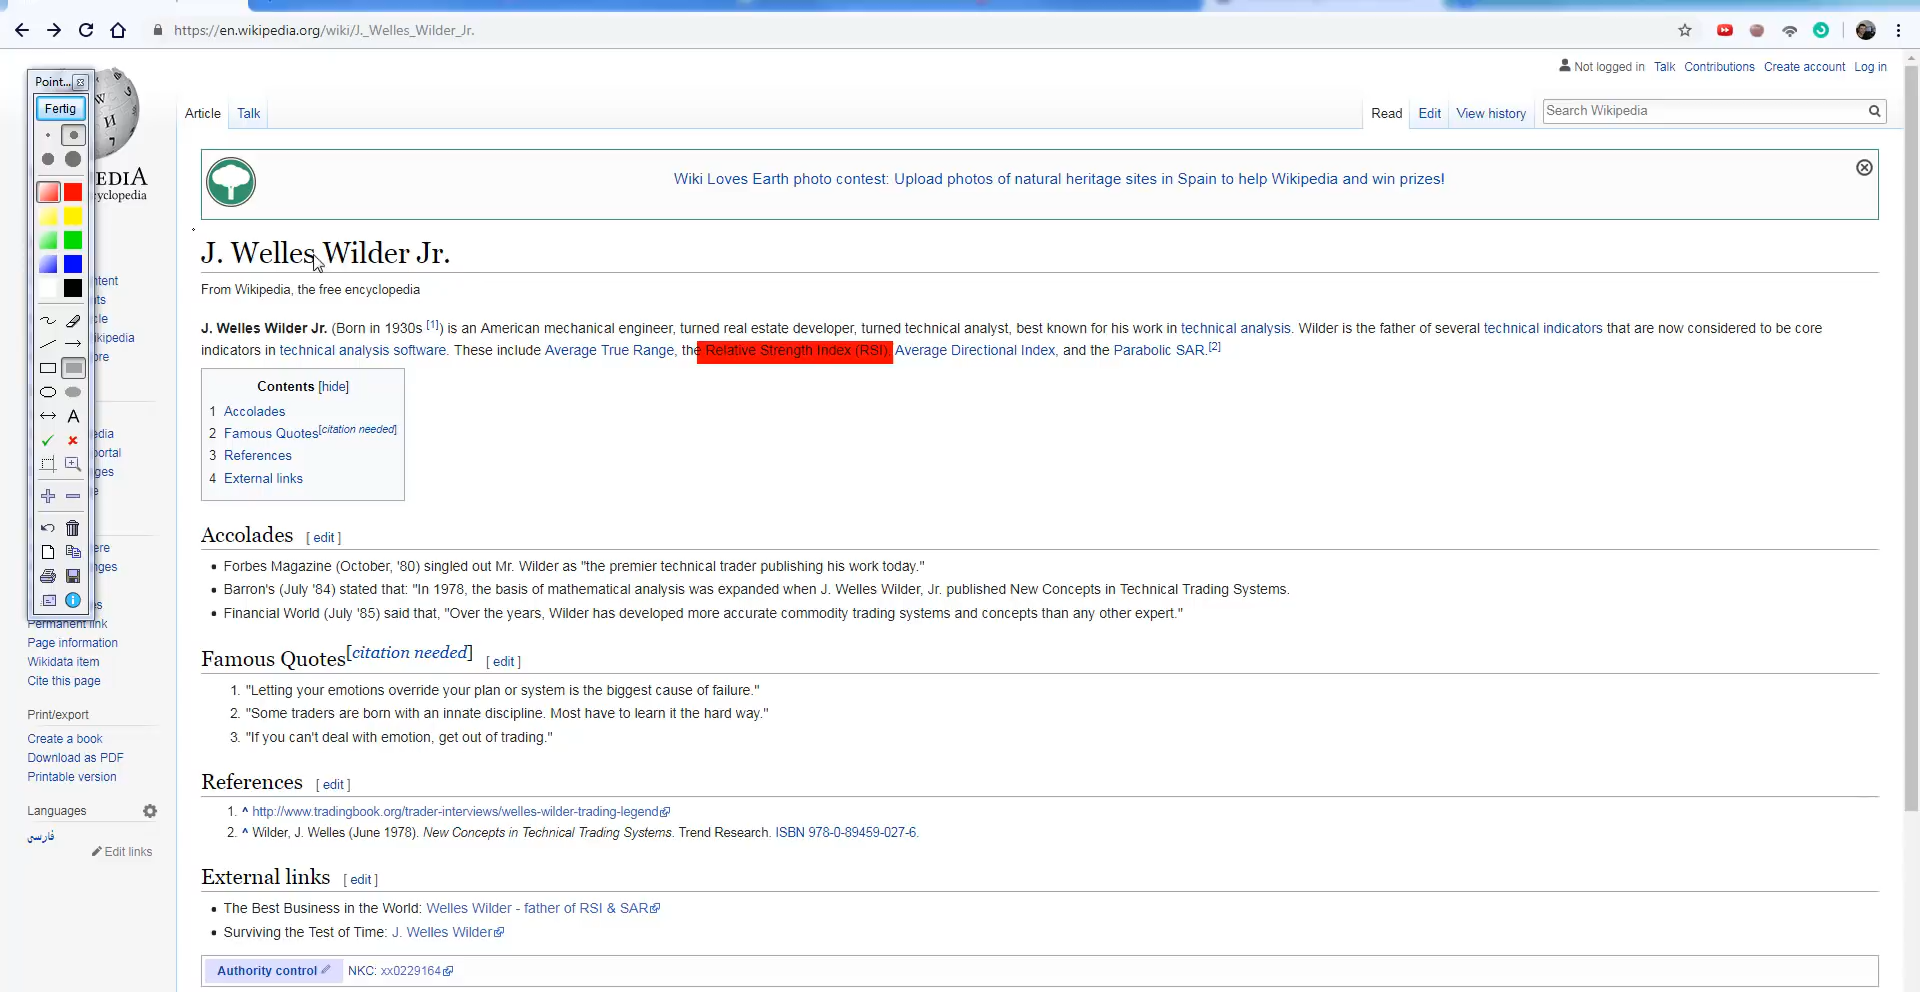 https://en.wikipedia.org/wiki/J._Welles_Wilder_Jr.
Not logged in Talk Contributions Create account Log in
Point...
Fertig
EDIA
yclopedia
Article Talk
Read Edit View history Search Wikipedia
Wiki Loves Earth photo contest: Upload photos of natural heritage sites in Spain to help Wikipedia and win prizes!
J. Welles Wilder Jr.
From Wikipedia, the free encyclopedia
J. Welles Wilder Jr. (Born in 1930s [1]) is an American mechanical engineer, turned real estate developer, turned technical analyst, best known for his work in technical analysis. Wilder is the father of several technical indicators that are now considered to be core
indicators in technical analysis software. These include Average True Range, the Relative Strength Index (RSI), Average Directional Index, and the Parabolic SAR.[2]
Contents [hide]
1 Accolades
2 Famous Quotes[citation needed]
3 References
4 External links
Accolades [ edit ]
• Forbes Magazine (October, '80) singled out Mr. Wilder as "the premier technical trader publishing his work today."
• Barron's (July '84) stated that: "In 1978, the basis of mathematical analysis was expanded when J. Welles Wilder, Jr. published New Concepts in Technical Trading Systems.
• Financial World (July '85) said that, "Over the years, Wilder has developed more accurate commodity trading systems and concepts than any other expert."
Famous Quotes[citation needed] [ edit ]
1. "Letting your emotions override your plan or system is the biggest cause of failure."
2. "Some traders are born with an innate discipline. Most have to learn it the hard way."
3. "If you can't deal with emotion, get out of trading."
References [ edit ]
1. ^ http://www.tradingbook.org/trader-interviews/welles-wilder-trading-legend
2. ^ Wilder, J. Welles (June 1978). New Concepts in Technical Trading Systems. Trend Research. ISBN 978-0-89459-027-6.
External links [ edit ]
• The Best Business in the World: Welles Wilder - father of RSI & SAR
• Surviving the Test of Time: J. Welles Wilder
Authority control NKC: xx0229164
ntent
ts
cle
kipedia
ore
edia
portal
ges
e
ere
nges
es
Permanent link
Page information
Wikidata item
Cite this page
Print/export
Create a book
Download as PDF
Printable version
Languages
فارسی
Edit links